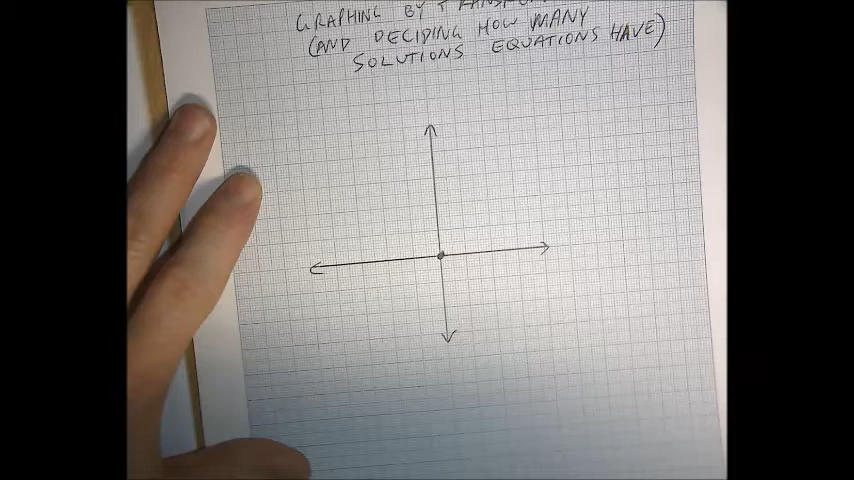 GRAPHING BY
(AND DECIDING HOW MANY
SOLUTIONS EQUATIONS HAVE)